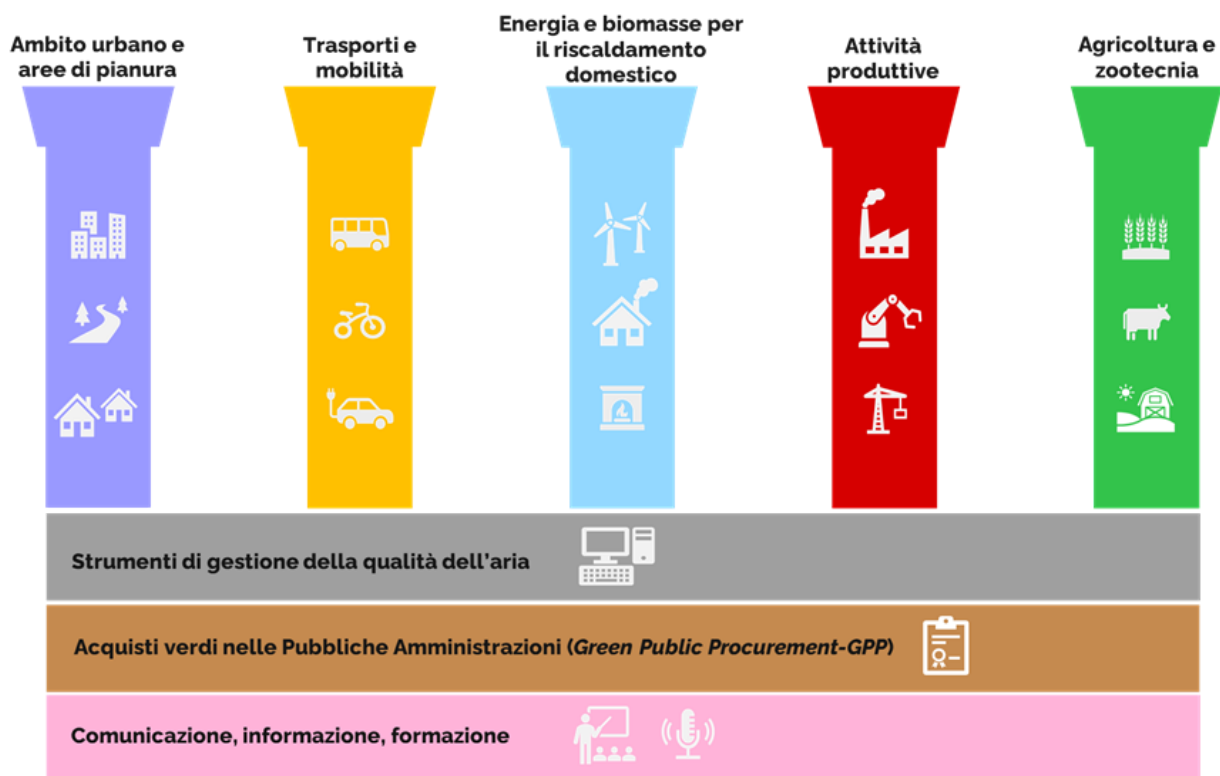 Ambito urbano e
aree di pianura
Trasporti e
mobilità
Energia e biomasse per
il riscaldamento
domestico
Attività
produttive
Agricoltura e
zootecnia
Strumenti di gestione della qualità dell'aria
Acquisti verdi nelle Pubbliche Amministrazioni (Green Public Procurement-GPP)
Comunicazione, informazione, formazione